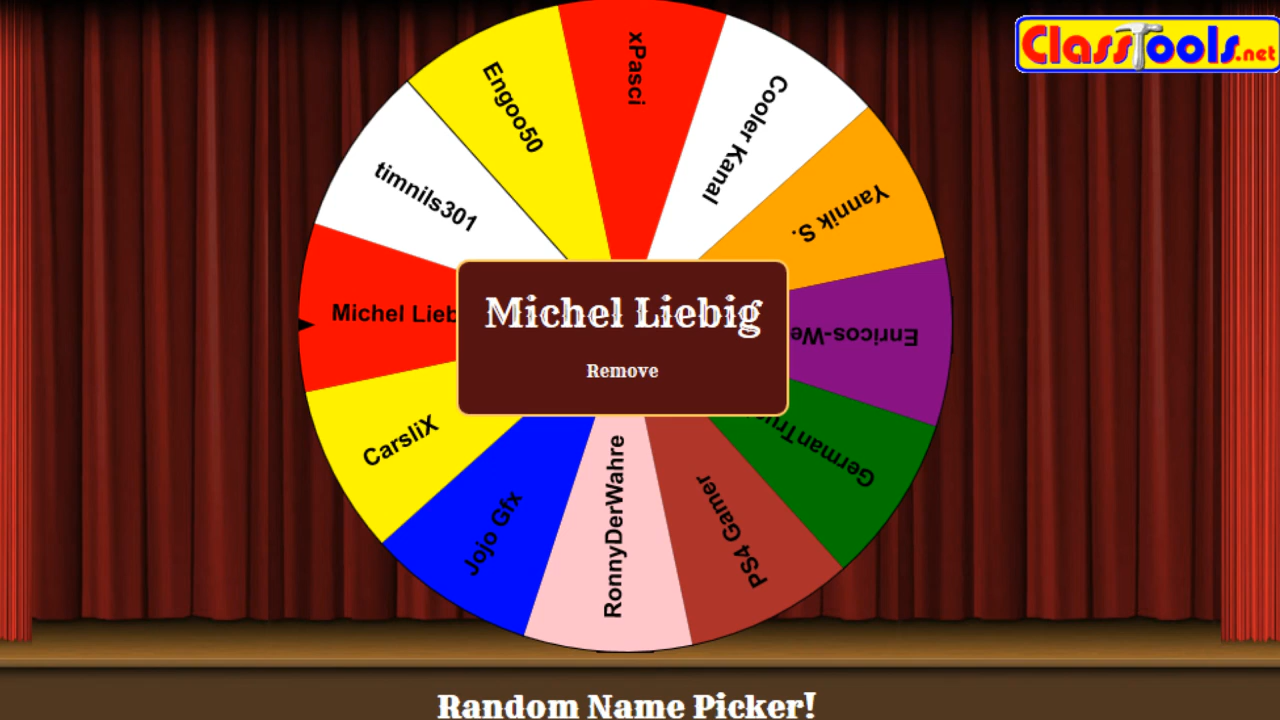 ClassTools.net
xPasci
Cooler Kanal
Engoo50
Yannik S.
timnils301
Enricos-We
Michel Lieb
Michel Liebig
Remove
CarsliX
Jojo Gfx
RonnyDerWahre
PS4 Gamer
Random Name Picker!